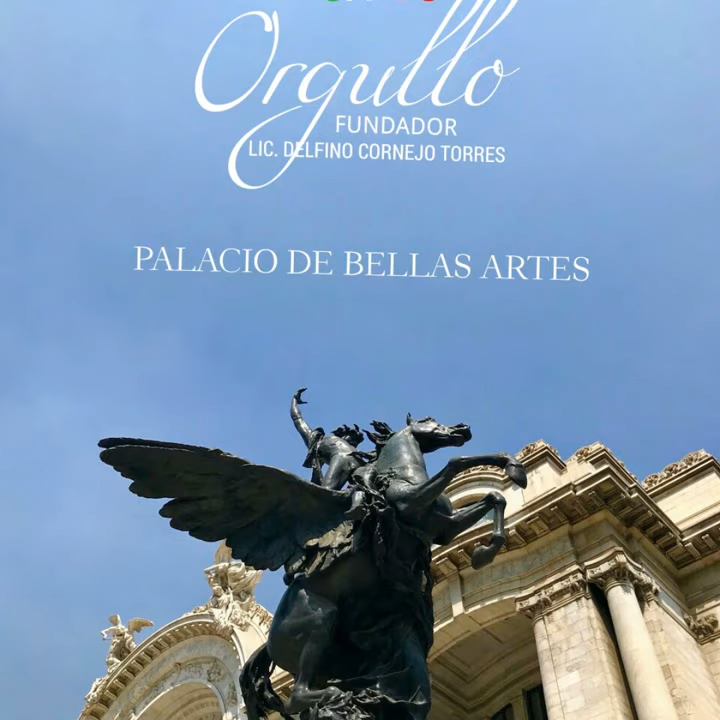 Orgullo
FUNDADOR
LIC. DELFINO CORNEJO TORRES
PALACIO DE BELLAS ARTES